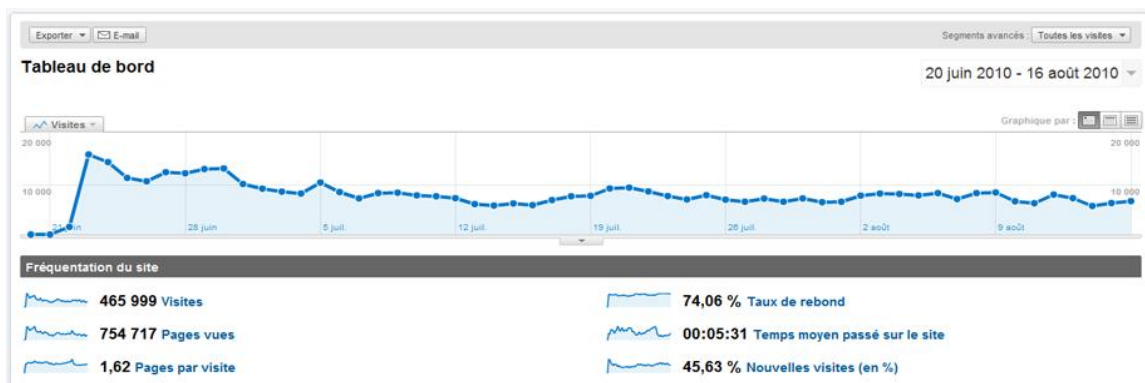 Exporter E-mail Segments avancés : Toutes les visites
Tableau de bord
20 juin 2010 - 16 août 2010
Visites Graphique par :
20 000 20 000
10 000 10 000
21 juin 28 juin 5 juil. 12 juil. 19 juil. 26 juil. 2 août 9 août
Fréquentation du site
465 999 Visites 74,06 % Taux de rebond
754 717 Pages vues 00:05:31 Temps moyen passé sur le site
1,62 Pages par visite 45,63 % Nouvelles visites (en %)